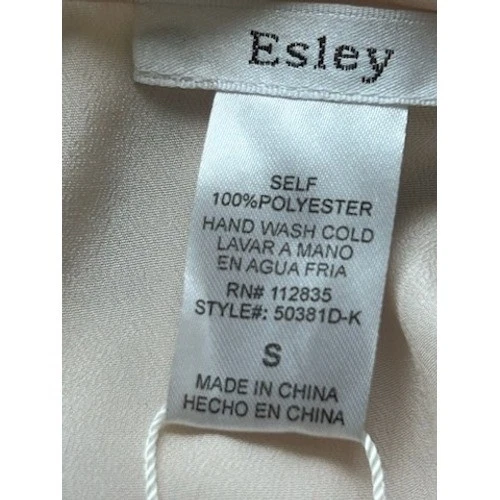 Esley
SELF
100%POLYESTER
HAND WASH COLD
LAVAR A MANO
EN AGUA FRIA
RN# 112835
STYLE#: 50381D-K
S
MADE IN CHINA
HECHO EN CHINA